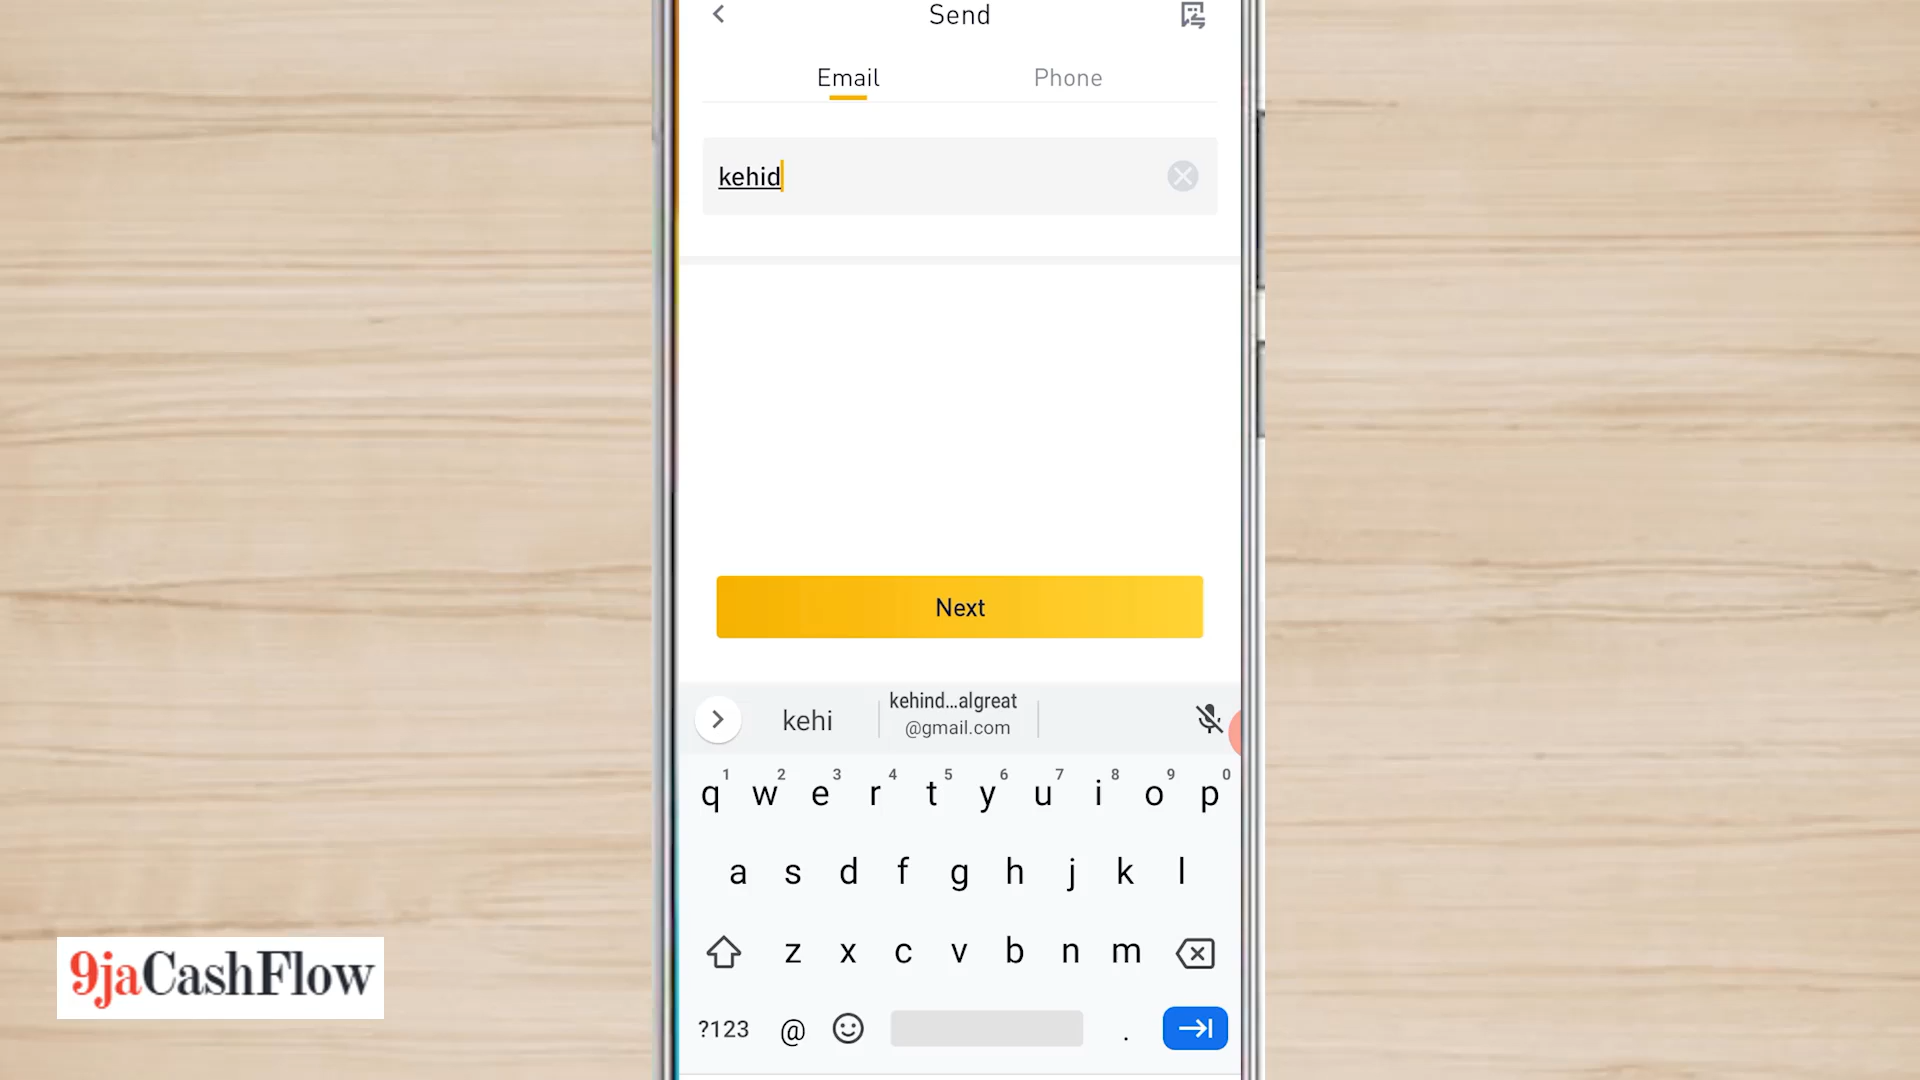 Send
Email Phone
kehid
Next
kehi
kehind...algreat
@gmail.com
1 2 3 4 5 6 7 8 9 0
q w e r t y u i o p
a s d f g h j k l
z x c v b n m
?123 @ .
9jaCashFlow